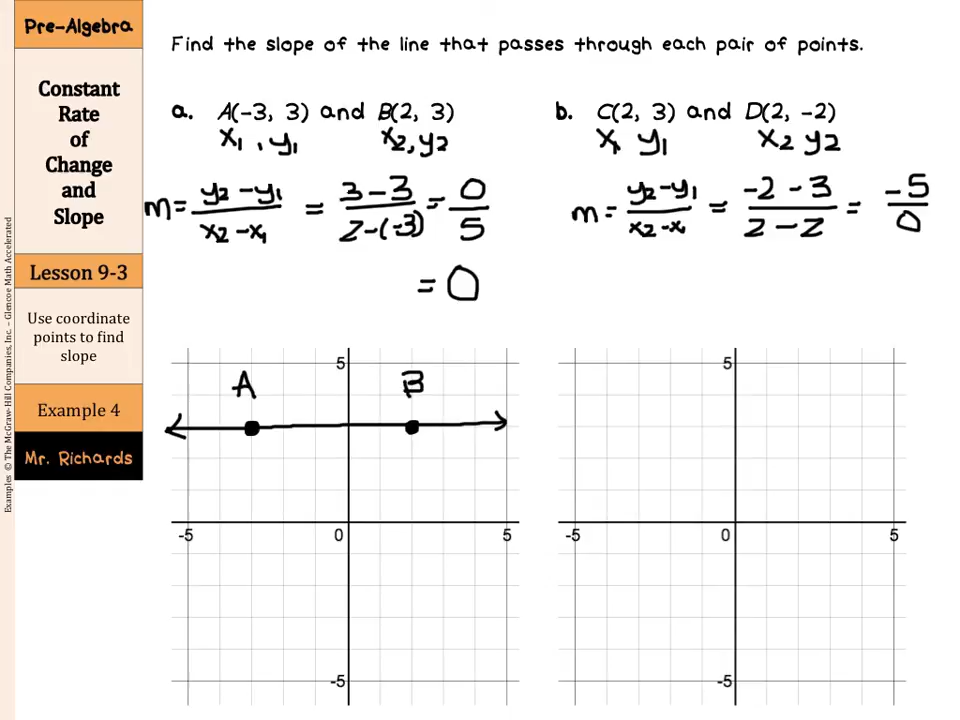 Pre-Algebra
Constant
Rate
of
Change
and
Slope
Lesson 9-3
Use coordinate
points to find
slope
Example 4
Mr. Richards
Examples © The McGraw-Hill Companies, Inc. – Glencoe Math Accelerated
Find the slope of the line that passes through each pair of points.
a. A(-3, 3) and B(2, 3)
x1, y1 x2, y2
m = y2 - y1 / x2 - x1 = 3 - 3 / 2 - (-3) = 0 / 5
= 0
b. C(2, 3) and D(2, -2)
x1 y1 x2 y2
m = y2 - y1 / x2 - x1 = -2 - 3 / 2 - 2 = -5 / 0
5
A B
-5 0 5
-5
5
-5 0 5
-5